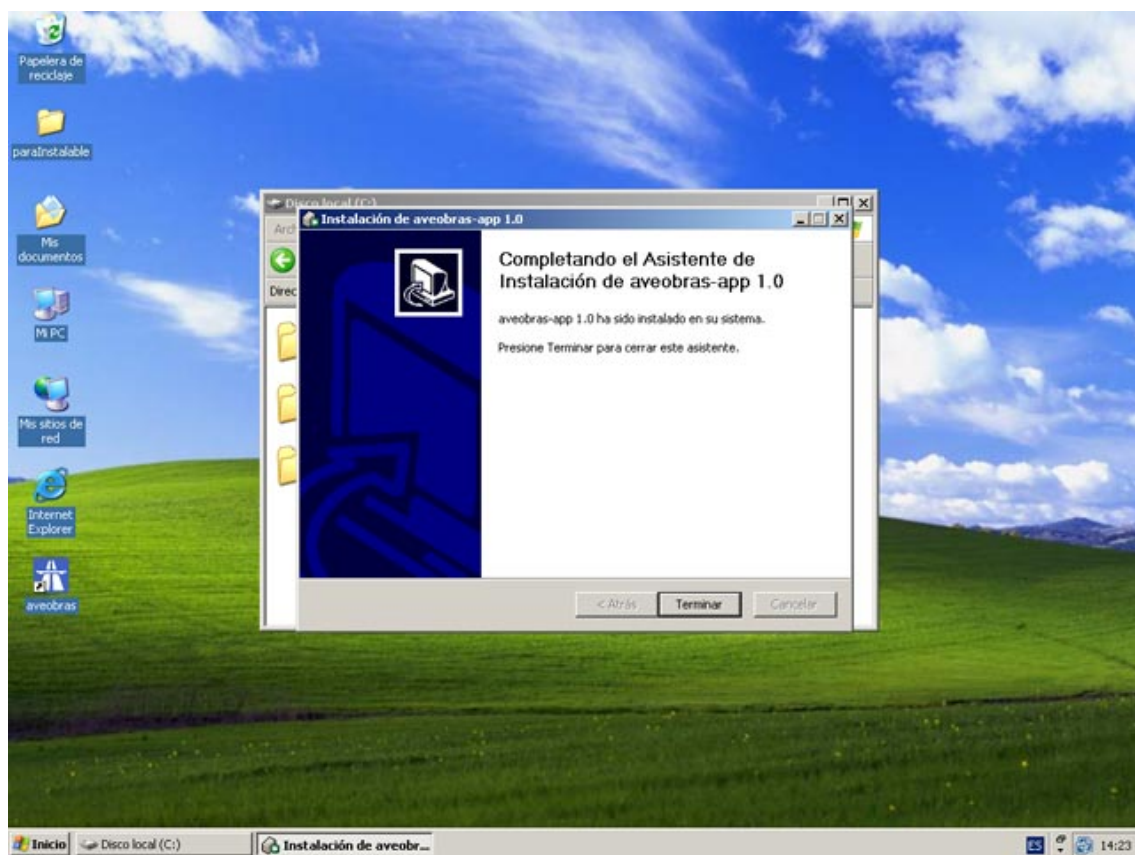 Papelera de
reciclaje
paraInstalable
Mis
documentos
Mi PC
Mis sitios de
red
Internet
Explorer
aveobras
Disco local (C:)
Instalación de aveobras-app 1.0
Arc
Direc
Completando el Asistente de
Instalación de aveobras-app 1.0
aveobras-app 1.0 ha sido instalado en su sistema.
Presione Terminar para cerrar este asistente.
< Atrás
Terminar
Cancelar
Inicio
Disco local (C:)
Instalación de aveobr...
ES
14:23